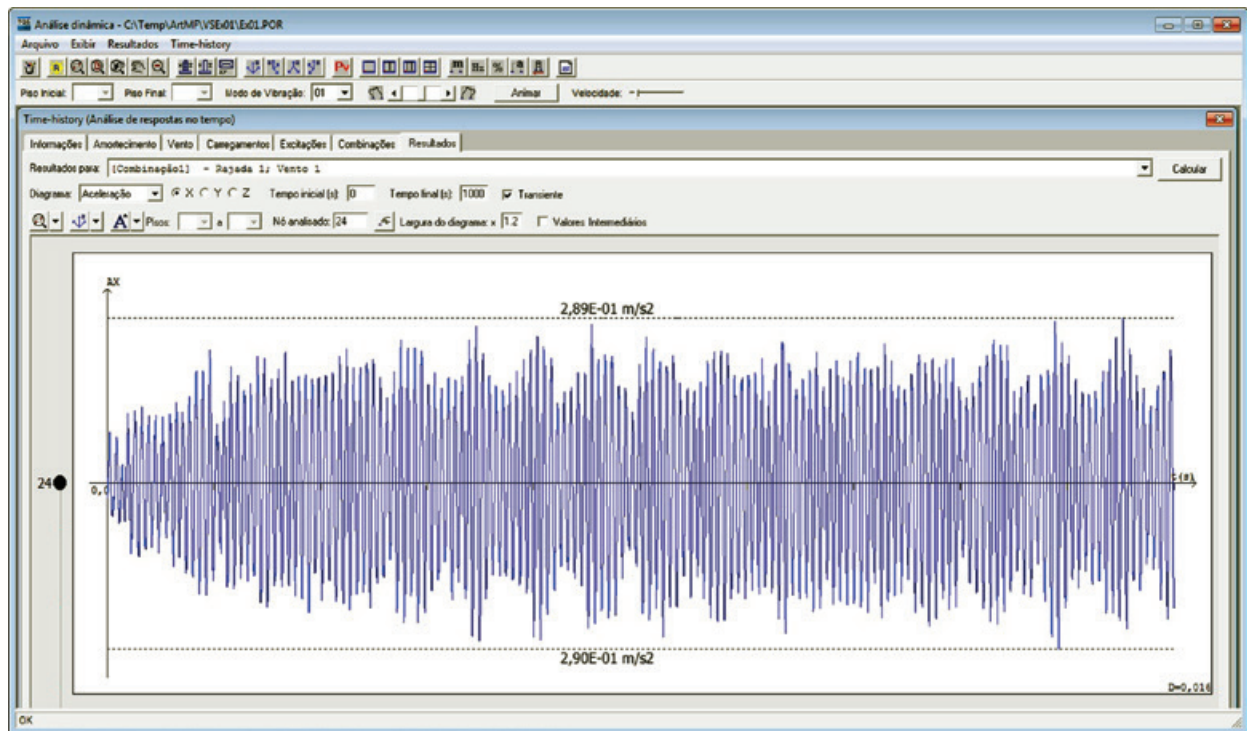 Análise dinâmica - C:\Temp\ArtMP\VSEx01\Ex01.POR
Arquivo Exibir Resultados Time-history
Piso Inicial: Piso Final: Modo de Vibração: 01 Animar Velocidade:
Time-history (Análise de respostas no tempo)
Informações Amortecimento Vento Carregamentos Excitações Combinações Resultados
Resultados para: [Combinação1] - Rajada 1; Vento 1 Calcular
Diagrama: Aceleração X Y Z Tempo inicial (s): 0 Tempo final (s): 1000 Transiente
A Pisos: a Nó analisado: 24 Largura do diagrama: x 1.2 Valores Intermediários
AX
2,89E-01 m/s2
24
0,0
t(s)
2,90E-01 m/s2
D=0,016
OK